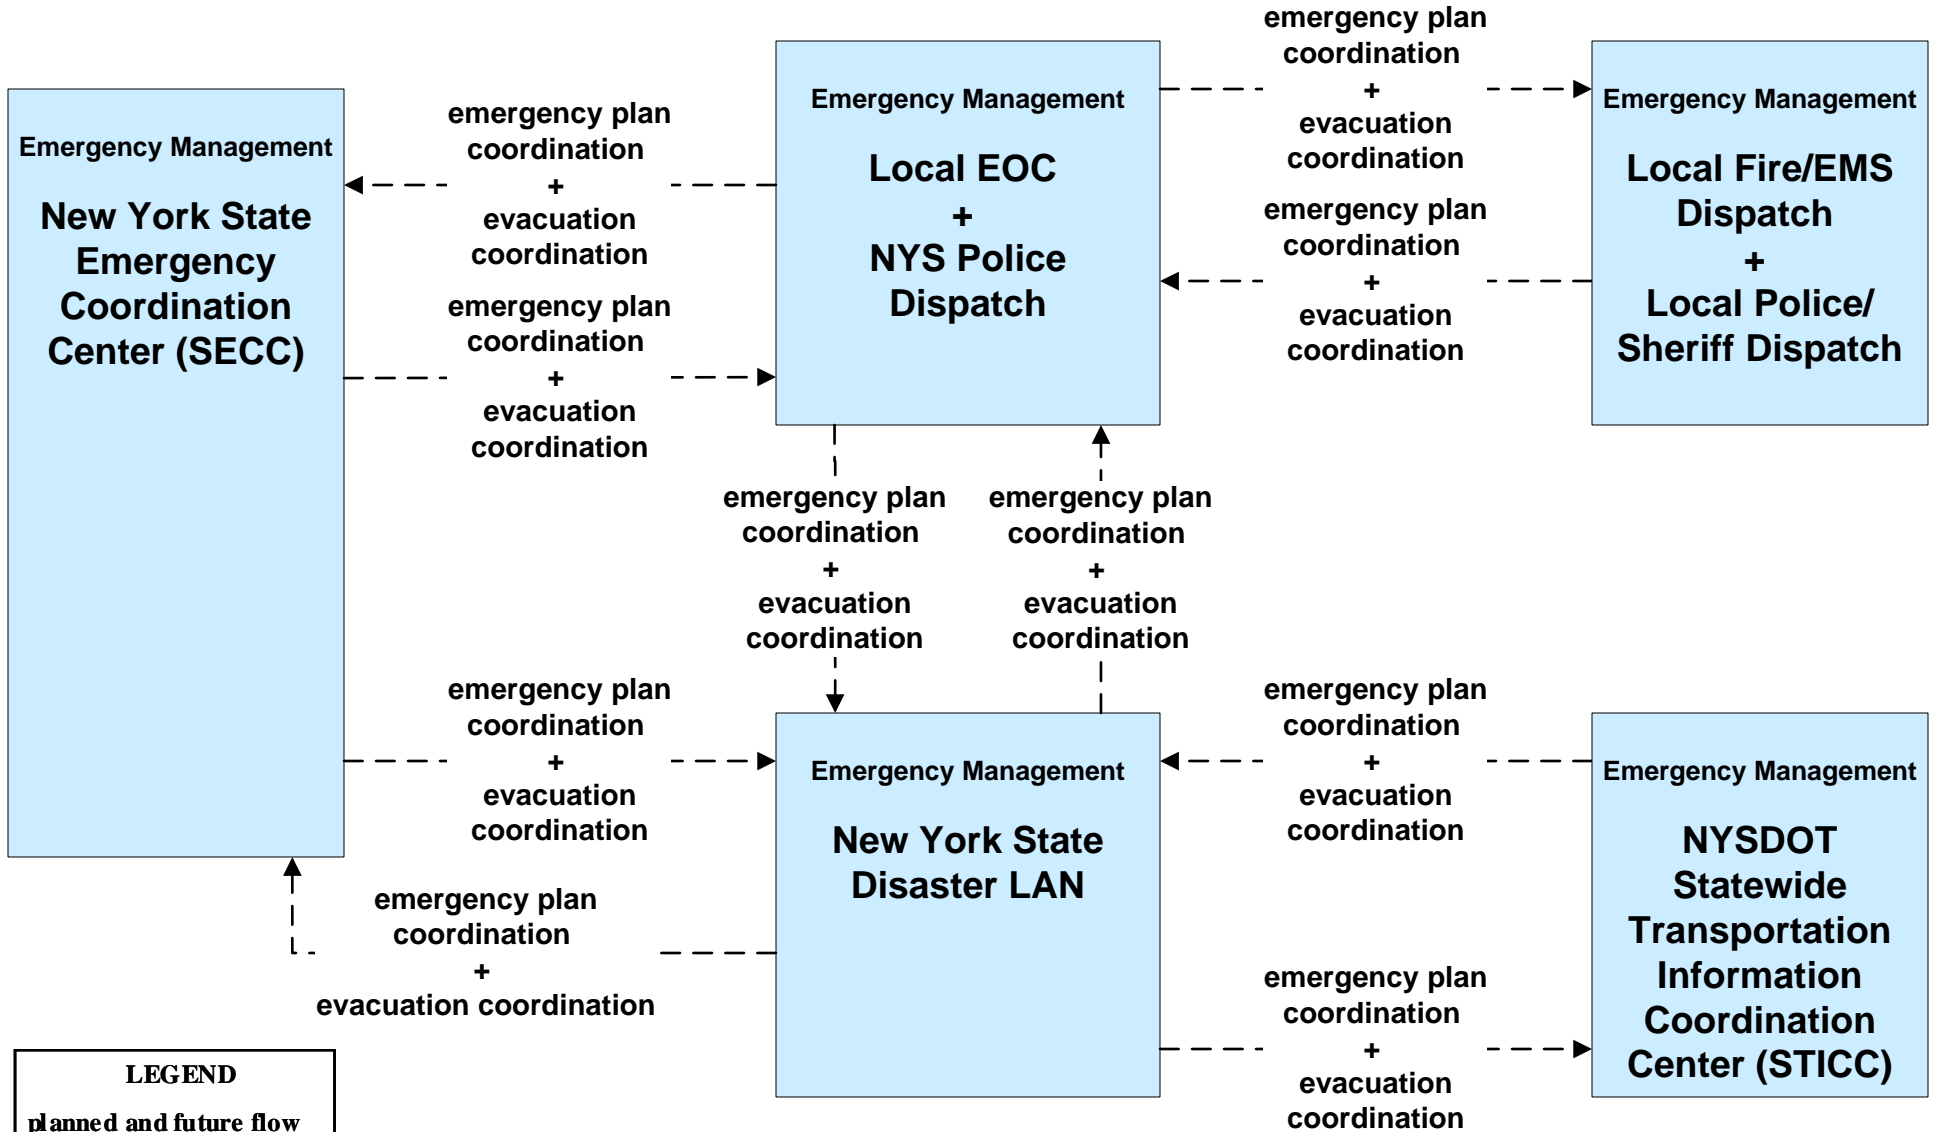 Emergency Management
New York State
Emergency
Coordination
Center (SECC)
emergency plan
coordination
+
evacuation
coordination
emergency plan
coordination
+
evacuation
coordination
Emergency Management
Local EOC
+
NYS Police
Dispatch
emergency plan
coordination
+
evacuation
coordination
emergency plan
coordination
+
evacuation
coordination
Emergency Management
Local Fire/EMS
Dispatch
+
Local Police/
Sheriff Dispatch
emergency plan
coordination
+
evacuation
coordination
emergency plan
coordination
+
evacuation
coordination
emergency plan
coordination
+
evacuation
coordination
emergency plan
coordination
+
evacuation coordination
Emergency Management
New York State
Disaster LAN
emergency plan
coordination
+
evacuation
coordination
emergency plan
coordination
+
evacuation
coordination
Emergency Management
NYSDOT
Statewide
Transportation
Information
Coordination
Center (STICC)
LEGEND
planned and future flow